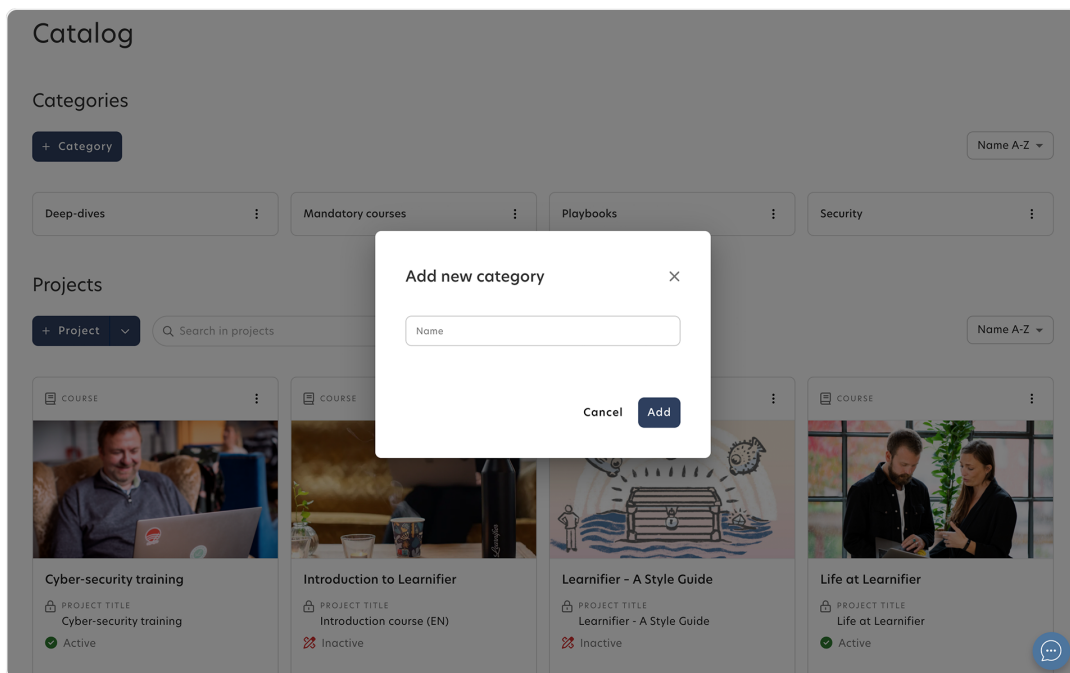 Catalog
Categories
+ Category
Name A-Z
Deep-dives
Mandatory courses
Playbooks
Security
Add new category
Name
Cancel
Add
Projects
+ Project
Search in projects
Name A-Z
COURSE
COURSE
COURSE
Learnifier
Cyber-security training
PROJECT TITLE
Cyber-security training
Active
Introduction to Learnifier
PROJECT TITLE
Introduction course (EN)
Inactive
Learnifier – A Style Guide
PROJECT TITLE
Learnifier - A Style Guide
Inactive
Life at Learnifier
PROJECT TITLE
Life at Learnifier
Active